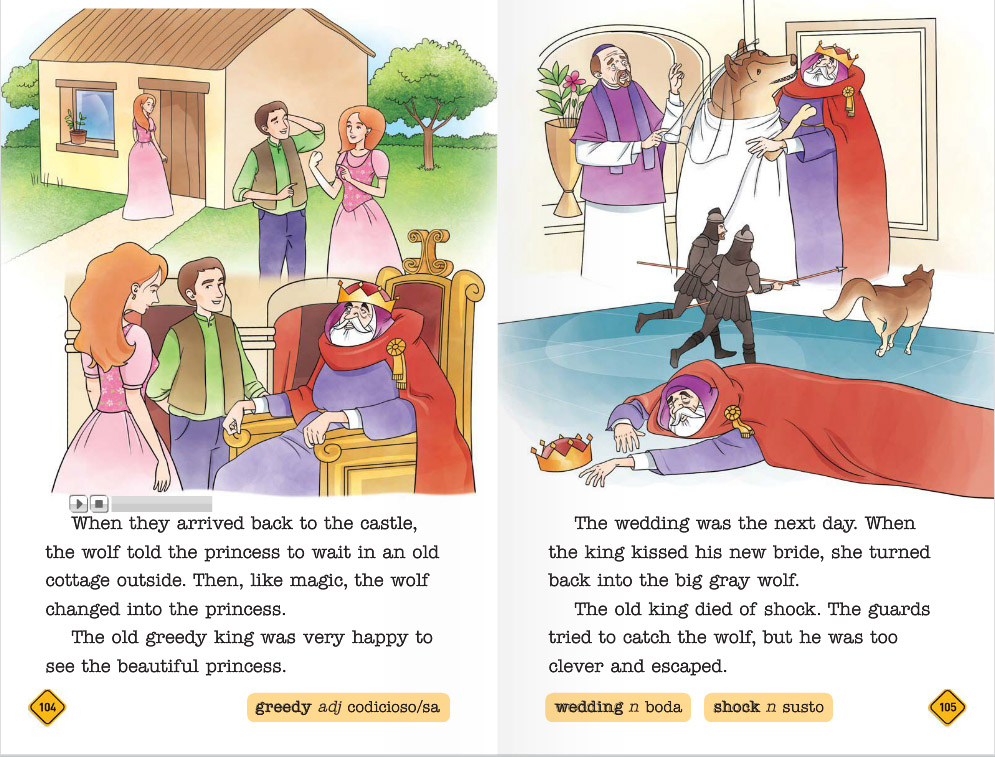 When they arrived back to the castle,
the wolf told the princess to wait in an old
cottage outside. Then, like magic, the wolf
changed into the princess.
The old greedy king was very happy to
see the beautiful princess.
104
greedy adj codicioso/sa
The wedding was the next day. When
the king kissed his new bride, she turned
back into the big gray wolf.
The old king died of shock. The guards
tried to catch the wolf, but he was too
clever and escaped.
wedding n boda
shock n susto
105